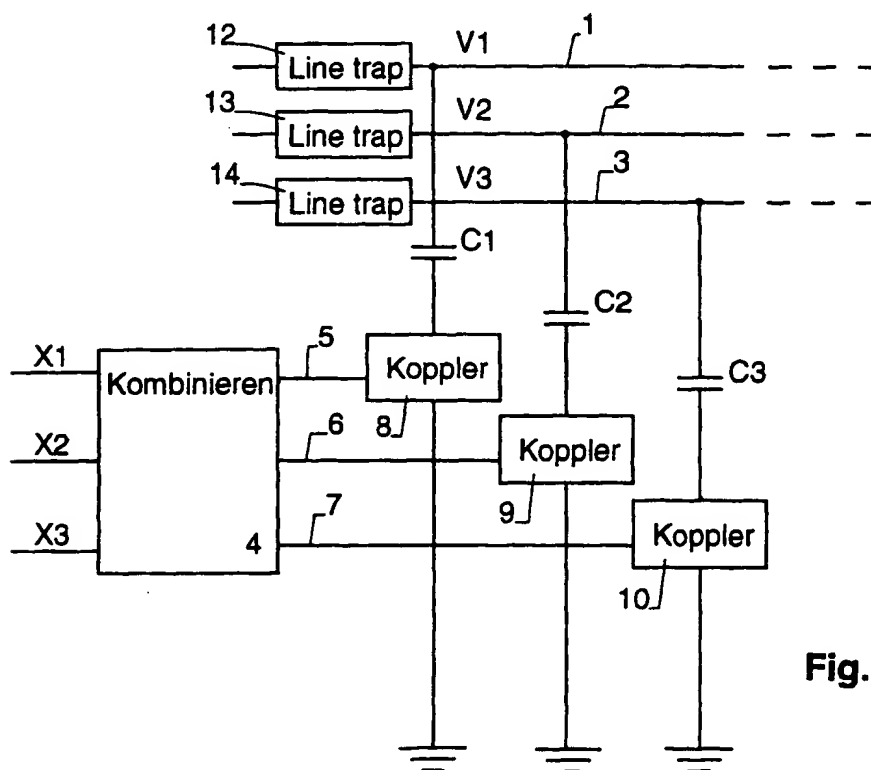 12
Line trap
V1
1
13
Line trap
V2
2
14
Line trap
V3
3
C1
C2
C3
X1
X2
X3
Kombinieren
4
5
6
7
Koppler
8
Koppler
9
Koppler
10
Fig.